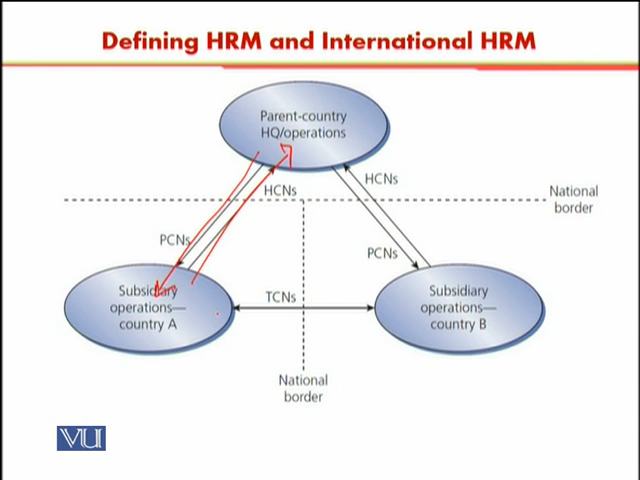 Defining HRM and International HRM
Parent-country
HQ/operations
HCNs
HCNs
National
border
PCNs
PCNs
Subsidiary
operations—
country A
TCNs
Subsidiary
operations—
country B
National
border
VU